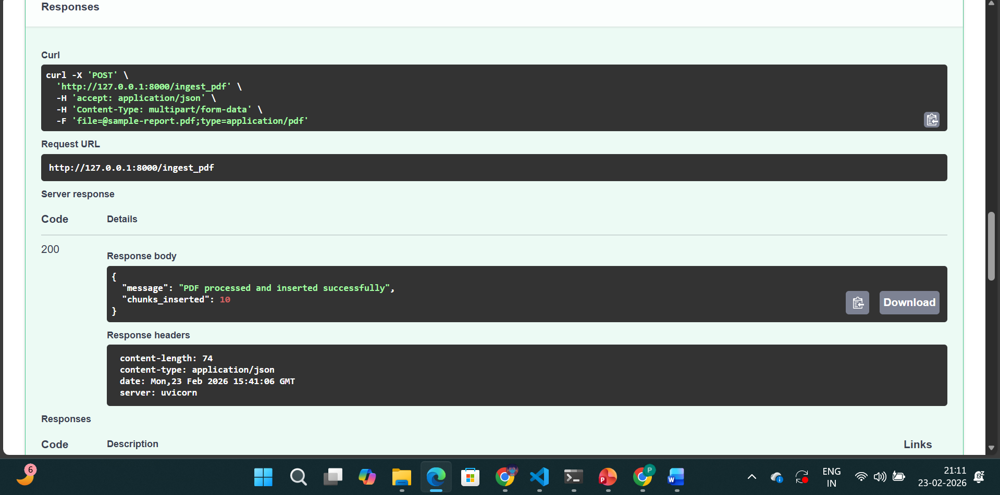 Responses
Curl
curl -X 'POST' \
  'http://127.0.0.1:8000/ingest_pdf' \
  -H 'accept: application/json' \
  -H 'Content-Type: multipart/form-data' \
  -F 'file=@sample-report.pdf;type=application/pdf'
Request URL
http://127.0.0.1:8000/ingest_pdf
Server response
Code Details
200
Response body
{
  "message": "PDF processed and inserted successfully",
  "chunks_inserted": 10
}
Download
Response headers
content-length: 74
content-type: application/json
date: Mon,23 Feb 2026 15:41:06 GMT
server: uvicorn
Responses
Code Description Links
6
P
P
W
ENG
IN
21:11
23-02-2026